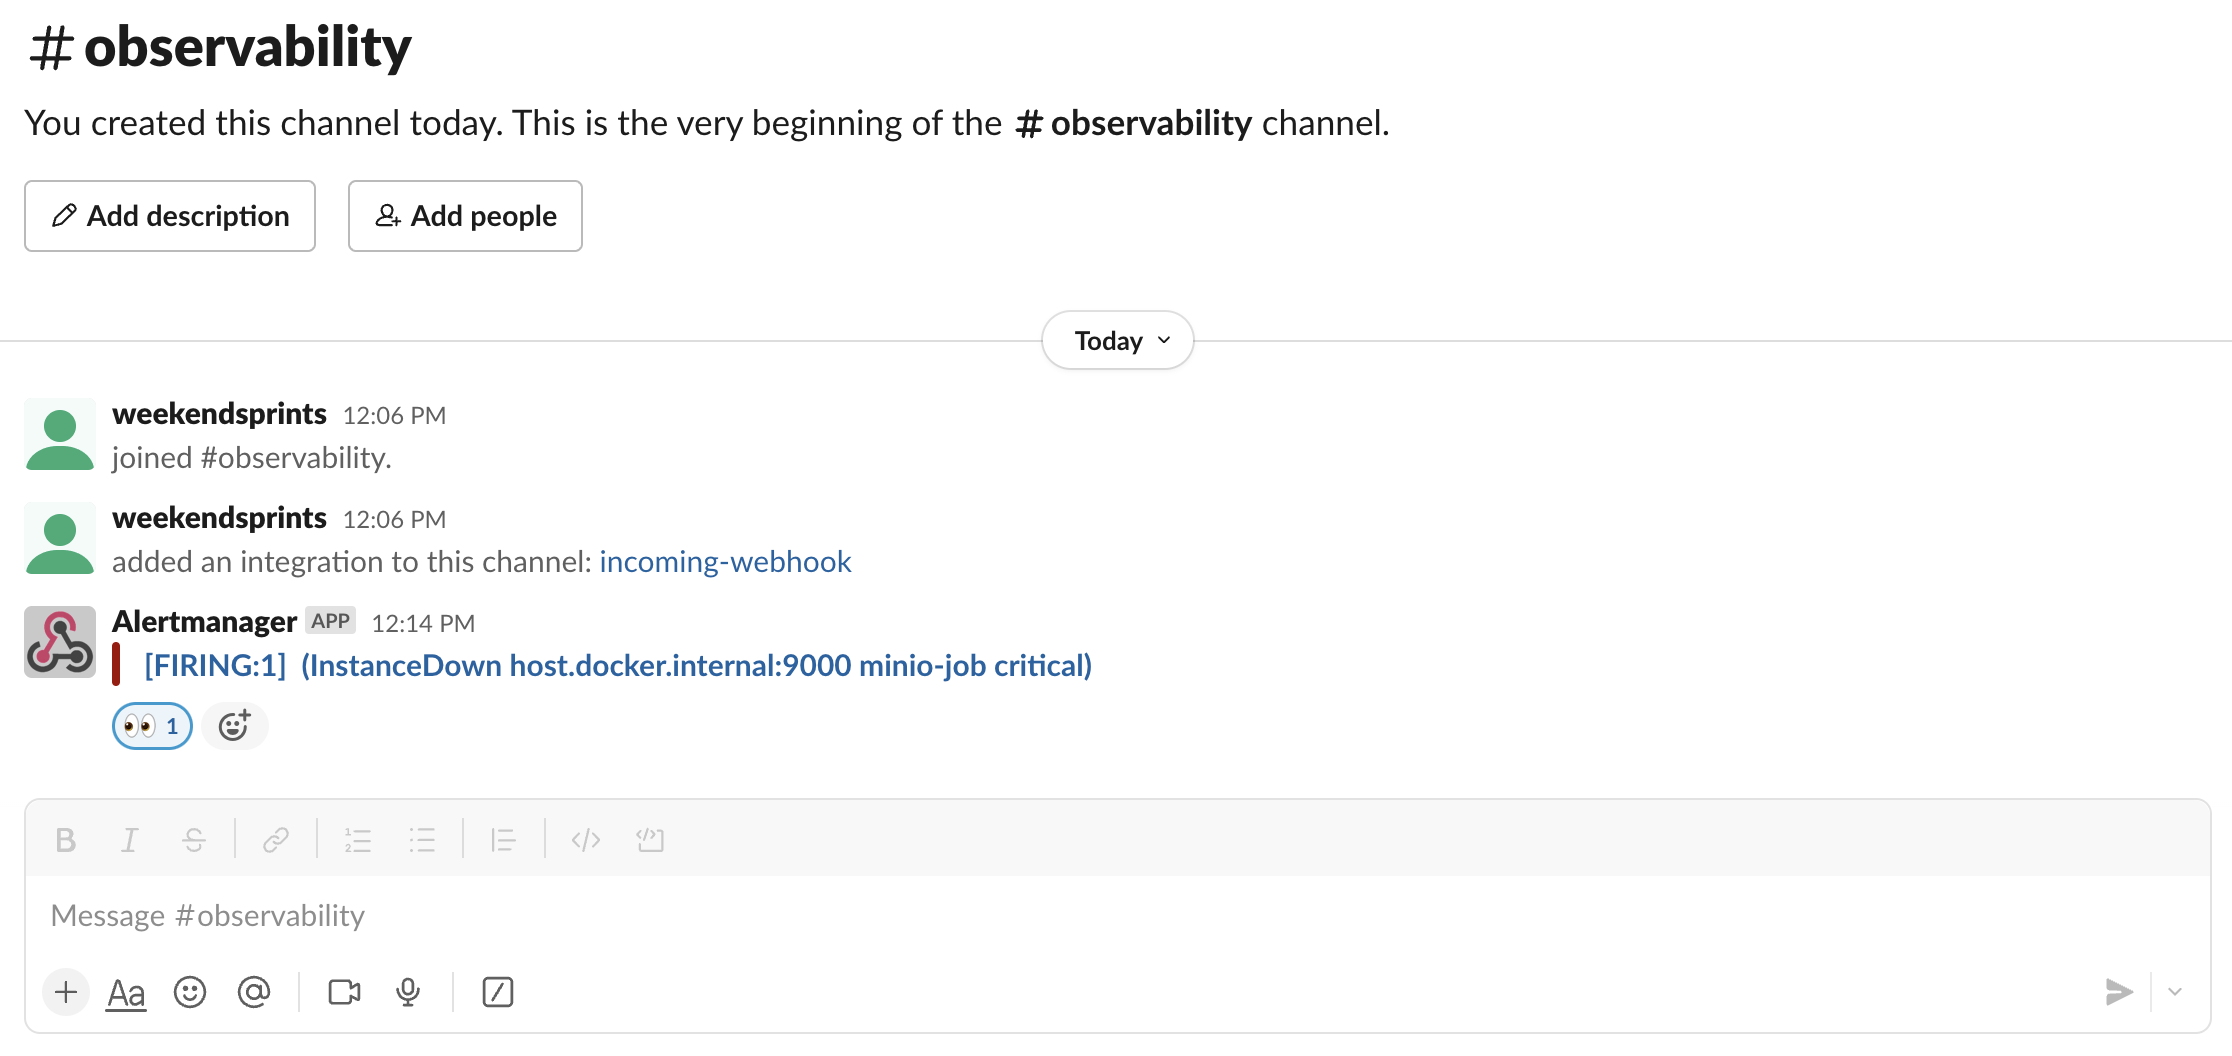 # observability
You created this channel today. This is the very beginning of the # observability channel.
Add description
Add people
Today
weekendsprints 12:06 PM
joined #observability.
weekendsprints 12:06 PM
added an integration to this channel: incoming-webhook
Alertmanager APP 12:14 PM
[FIRING:1] (InstanceDown host.docker.internal:9000 minio-job critical)
1
B I S
Message #observability
Aa @